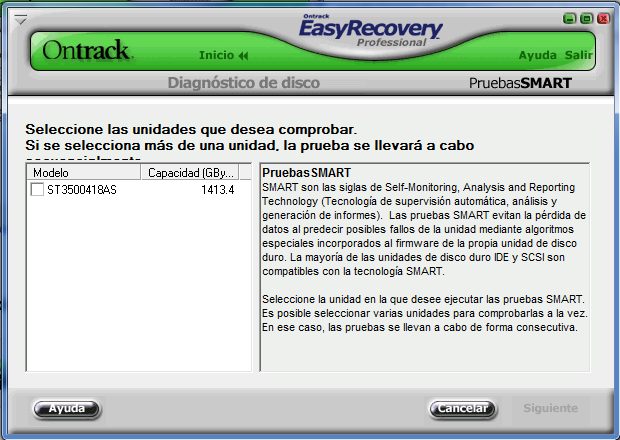 Ontrack
EasyRecovery
Professional
Ontrack
Inicio
Ayuda Salir
Diagnóstico de disco
PruebasSMART
Seleccione las unidades que desea comprobar.
Si se selecciona más de una unidad, la prueba se llevará a cabo
secuencialmente.
Modelo Capacidad (GBy...
ST3500418AS 1413.4
PruebasSMART
SMART son las siglas de Self-Monitoring, Analysis and Reporting
Technology (Tecnología de supervisión automática, análisis y
generación de informes). Las pruebas SMART evitan la pérdida de
datos al predecir posibles fallos de la unidad mediante algoritmos
especiales incorporados al firmware de la propia unidad de disco
duro. La mayoría de las unidades de disco duro IDE y SCSI son
compatibles con la tecnología SMART.
Seleccione la unidad en la que desee ejecutar las pruebas SMART.
Es posible seleccionar varias unidades para comprobarlas a la vez.
En ese caso, las pruebas se llevan a cabo de forma consecutiva.
Ayuda
Cancelar
Siguiente